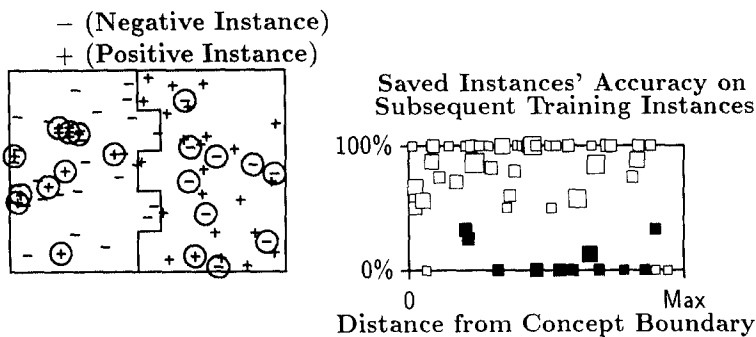 − (Negative Instance)
+ (Positive Instance)
Saved Instances' Accuracy on
Subsequent Training Instances
100%
0%
0 Max
Distance from Concept Boundary